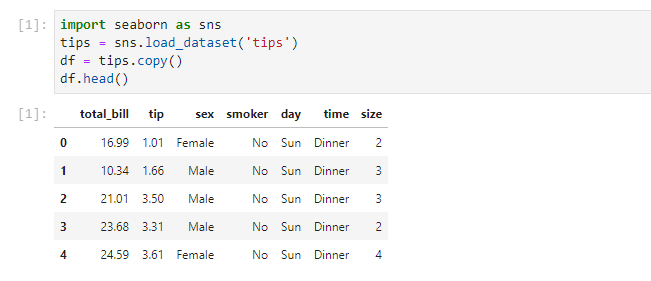 [1]: import seaborn as sns
tips = sns.load_dataset('tips')
df = tips.copy()
df.head()
[1]: total_bill tip sex smoker day time size
0 16.99 1.01 Female No Sun Dinner 2
1 10.34 1.66 Male No Sun Dinner 3
2 21.01 3.50 Male No Sun Dinner 3
3 23.68 3.31 Male No Sun Dinner 2
4 24.59 3.61 Female No Sun Dinner 4